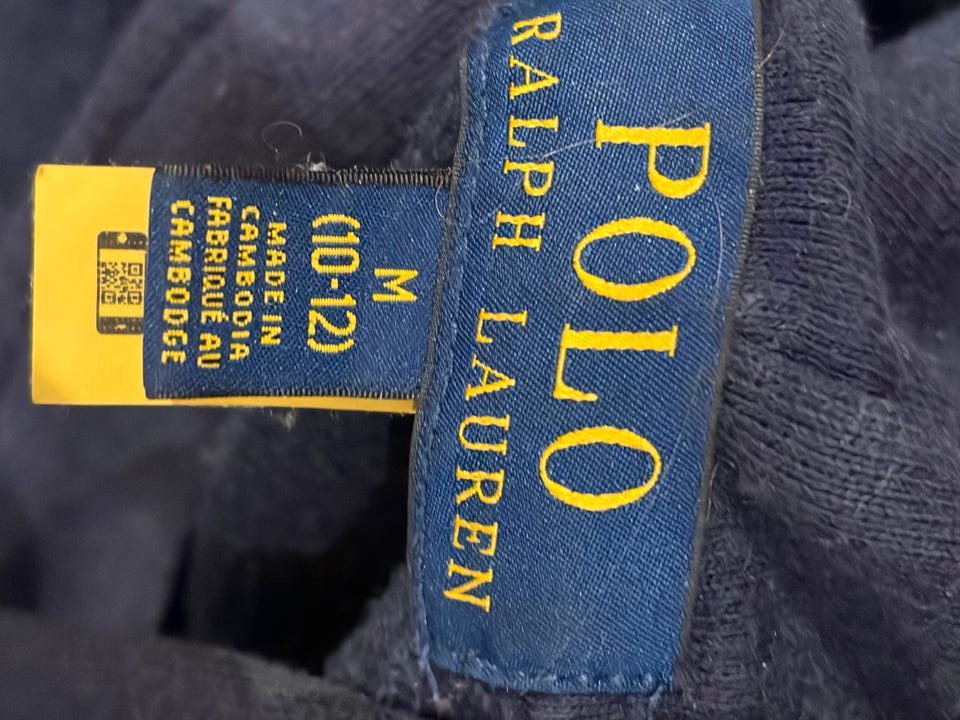 POLO
RALPH LAUREN
M
(10-12)
MADE IN
CAMBODIA
FABRIQUÉ AU
CAMBODGE